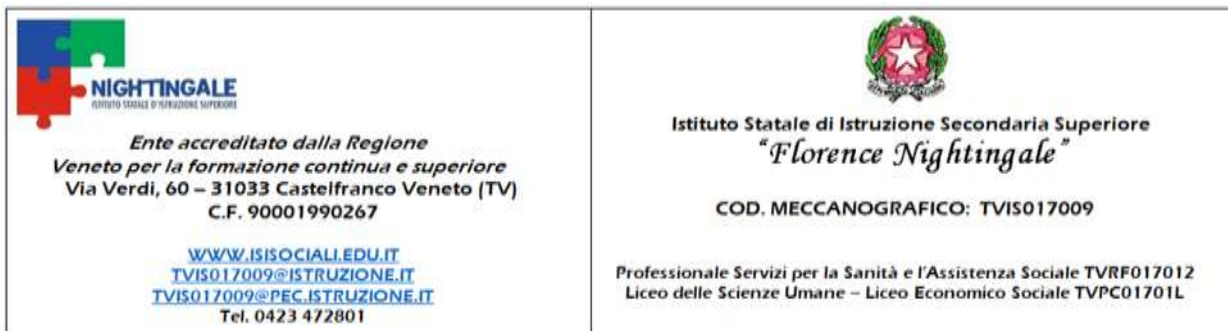 NIGHTINGALE
ISTITUTO STATALE D'ISTRUZIONE SUPERIORE
Ente accreditato dalla Regione
Veneto per la formazione continua e superiore
Via Verdi, 60 – 31033 Castelfranco Veneto (TV)
C.F. 90001990267
WWW.ISISOCIALI.EDU.IT
TVIS017009@ISTRUZIONE.IT
TVIS017009@PEC.ISTRUZIONE.IT
Tel. 0423 472801
Istituto Statale di Istruzione Secondaria Superiore
"Florence Nightingale"
COD. MECCANOGRAFICO: TVIS017009
Professionale Servizi per la Sanità e l'Assistenza Sociale TVRF017012
Liceo delle Scienze Umane – Liceo Economico Sociale TVPC01701L